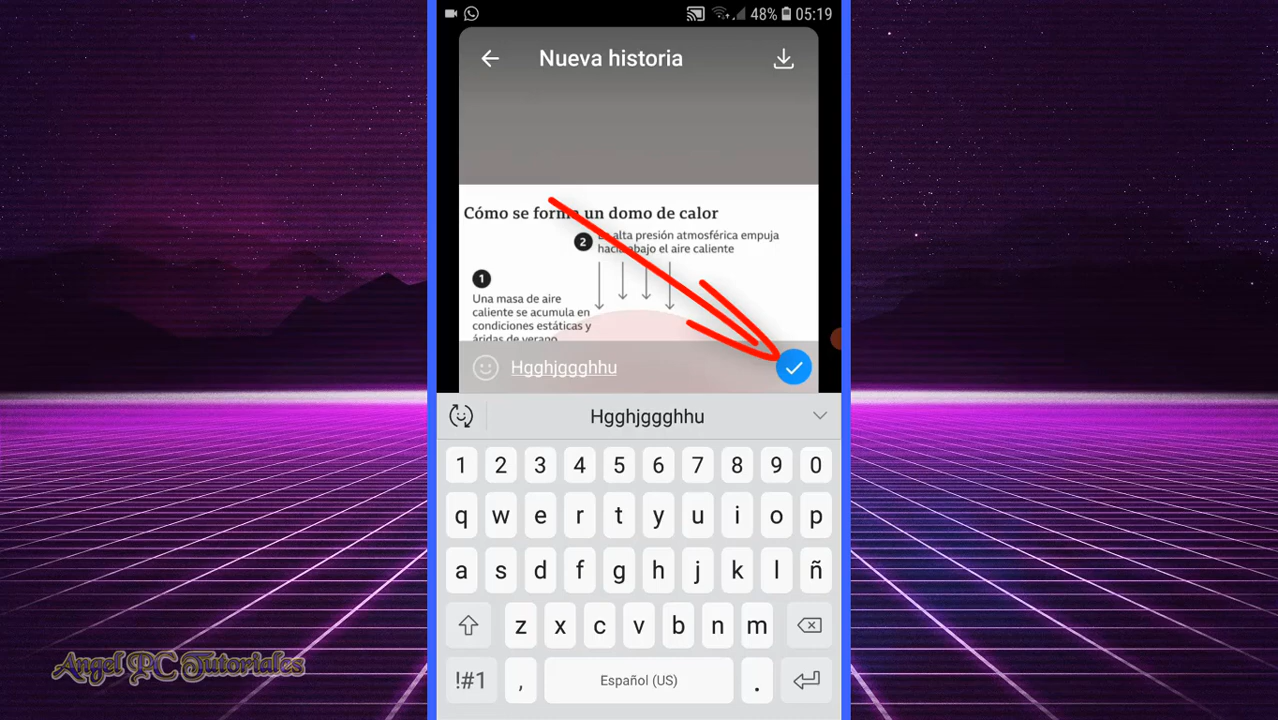 48% 05:19
Nueva historia
Cómo se forma un domo de calor
2 La alta presión atmosférica empuja
hacia abajo el aire caliente
1
Una masa de aire
caliente se acumula en
condiciones estáticas y
áridas de verano
Hgghjggghhu
Hgghjggghhu
1 2 3 4 5 6 7 8 9 0
q w e r t y u i o p
a s d f g h j k l ñ
z x c v b n m
!#1 , Español (US) .
Angel PC Tutoriales